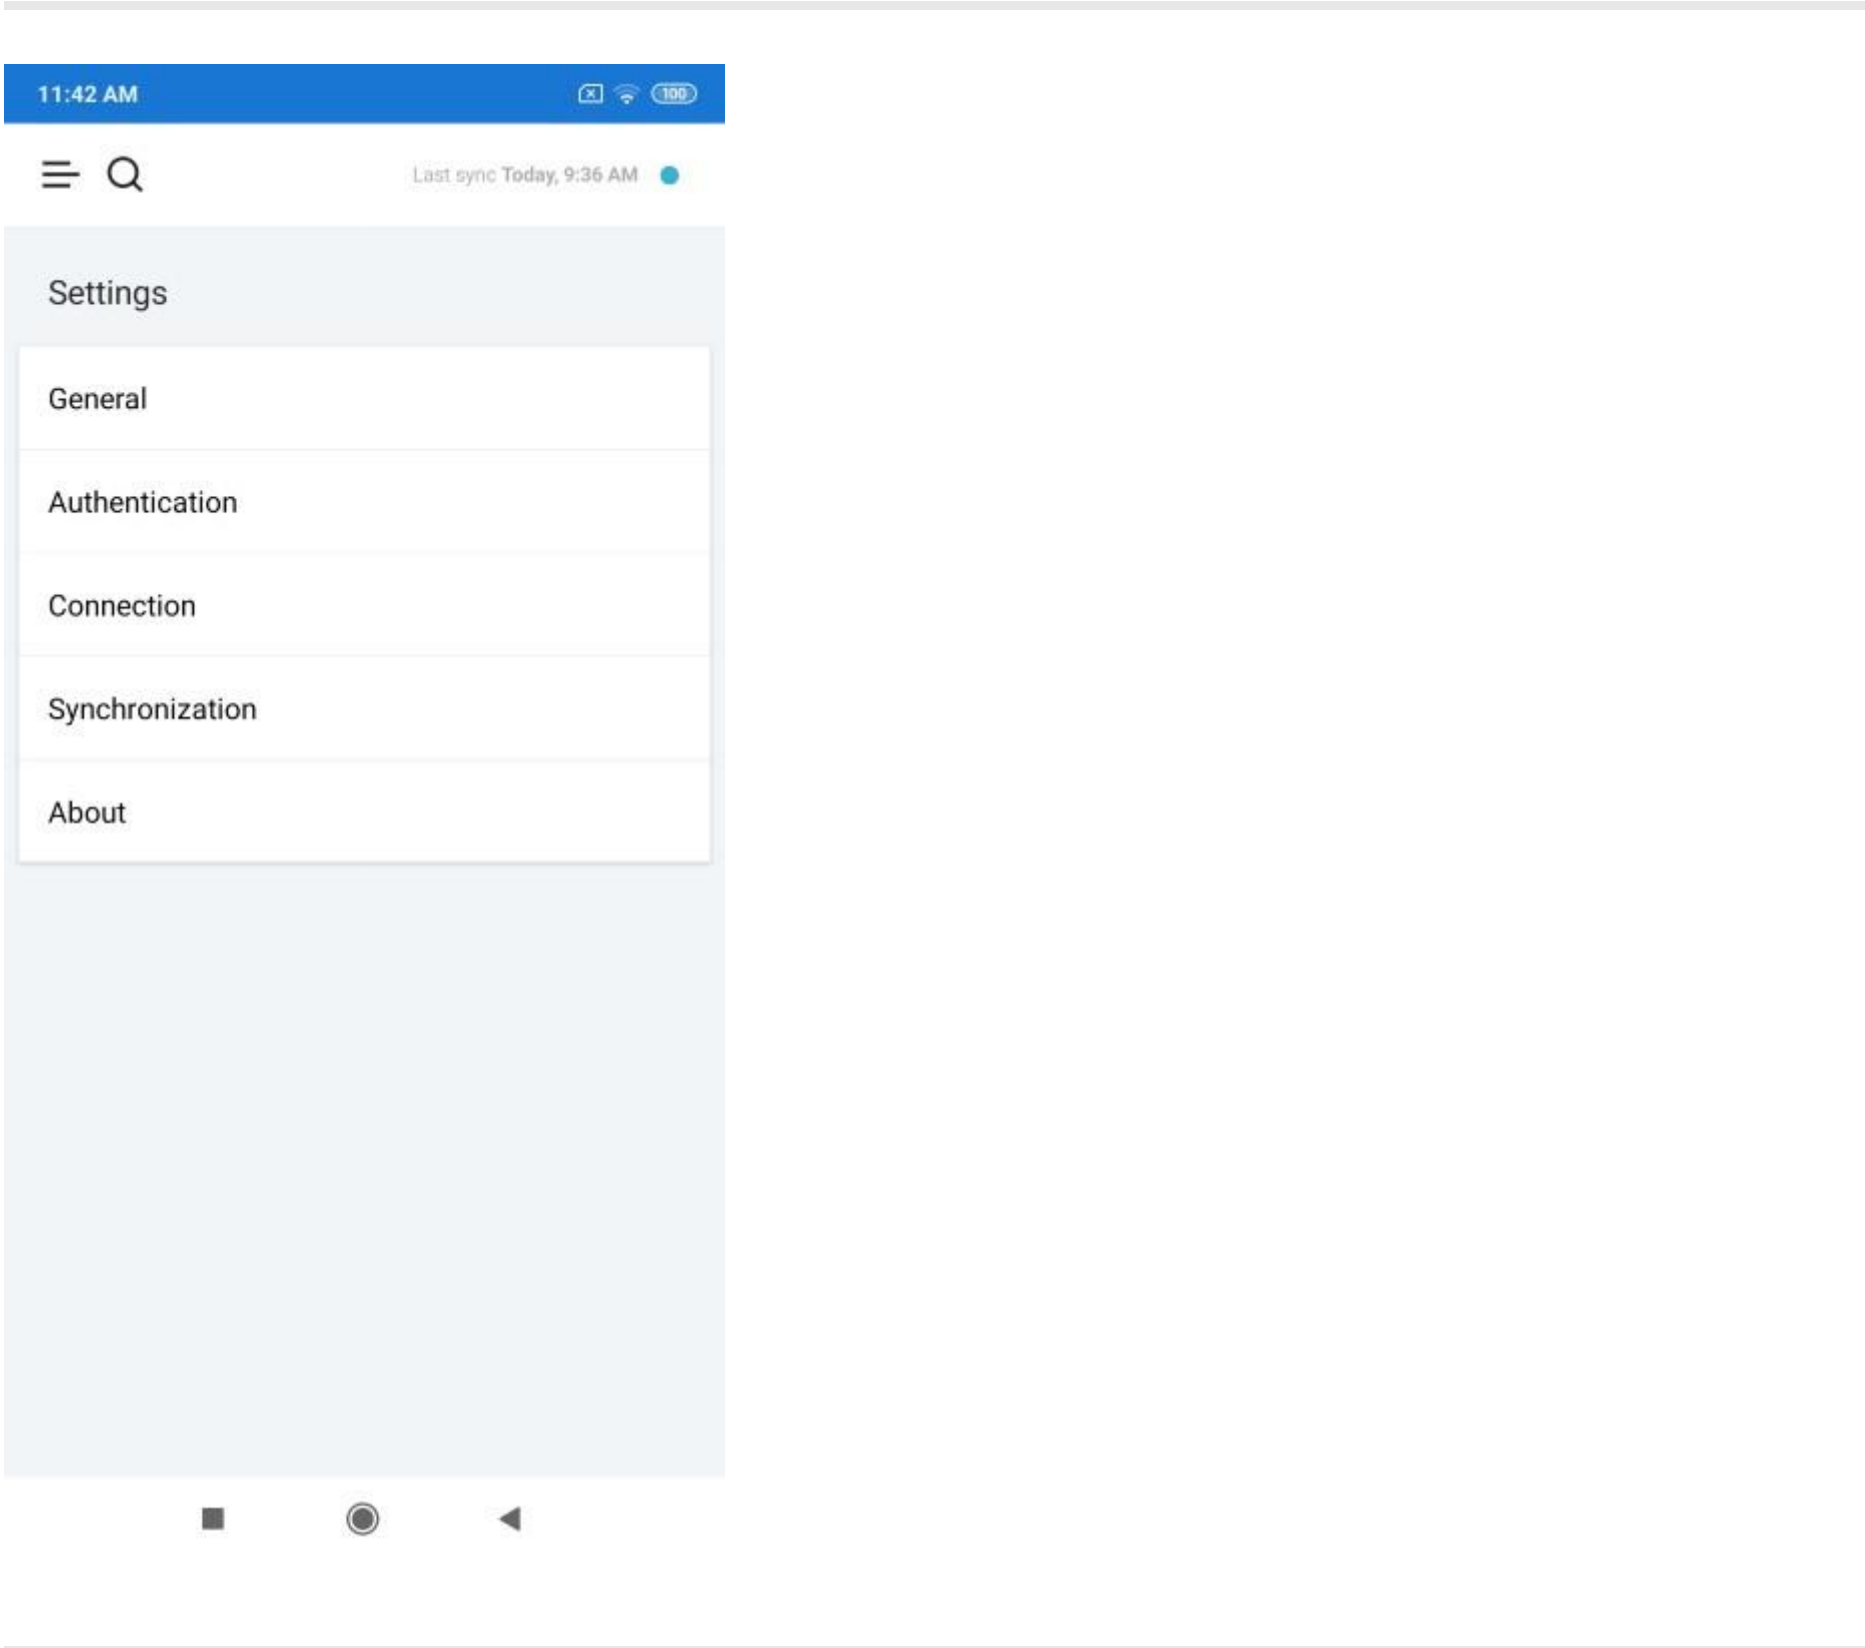 11:42 AM 100
Last sync Today, 9:36 AM
Settings
General
Authentication
Connection
Synchronization
About